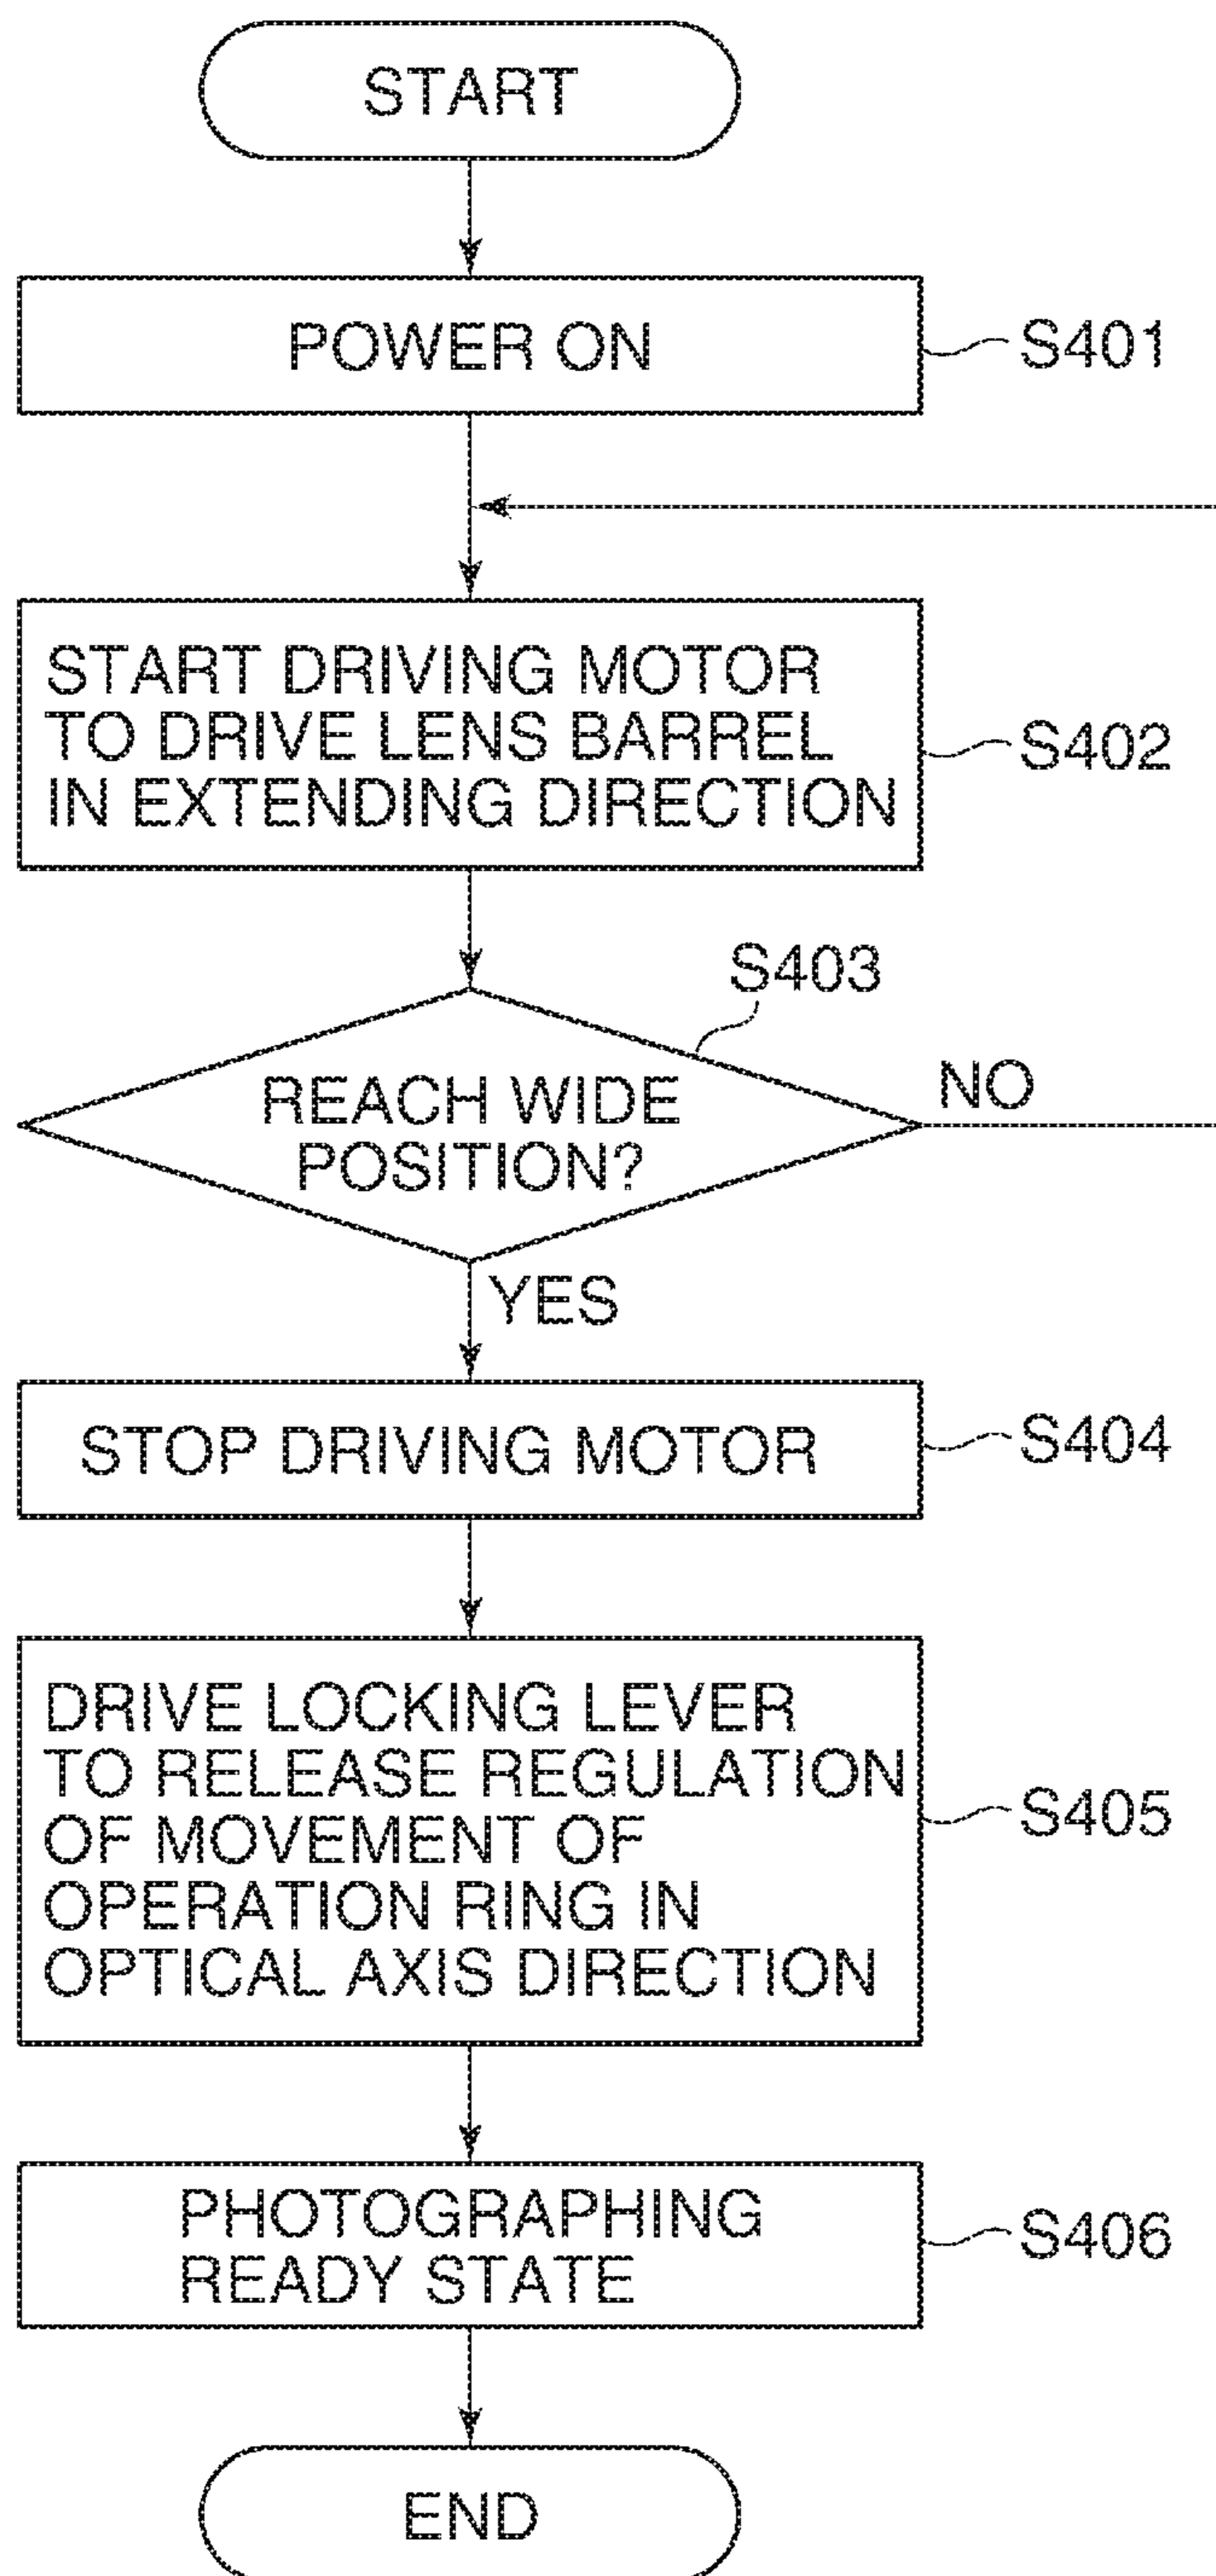 START
POWER ON
S401
START DRIVING MOTOR
TO DRIVE LENS BARREL
IN EXTENDING DIRECTION
S402
S403
REACH WIDE
POSITION?
NO
YES
STOP DRIVING MOTOR
S404
DRIVE LOCKING LEVER
TO RELEASE REGULATION
OF MOVEMENT OF
OPERATION RING IN
OPTICAL AXIS DIRECTION
S405
PHOTOGRAPHING
READY STATE
S406
END